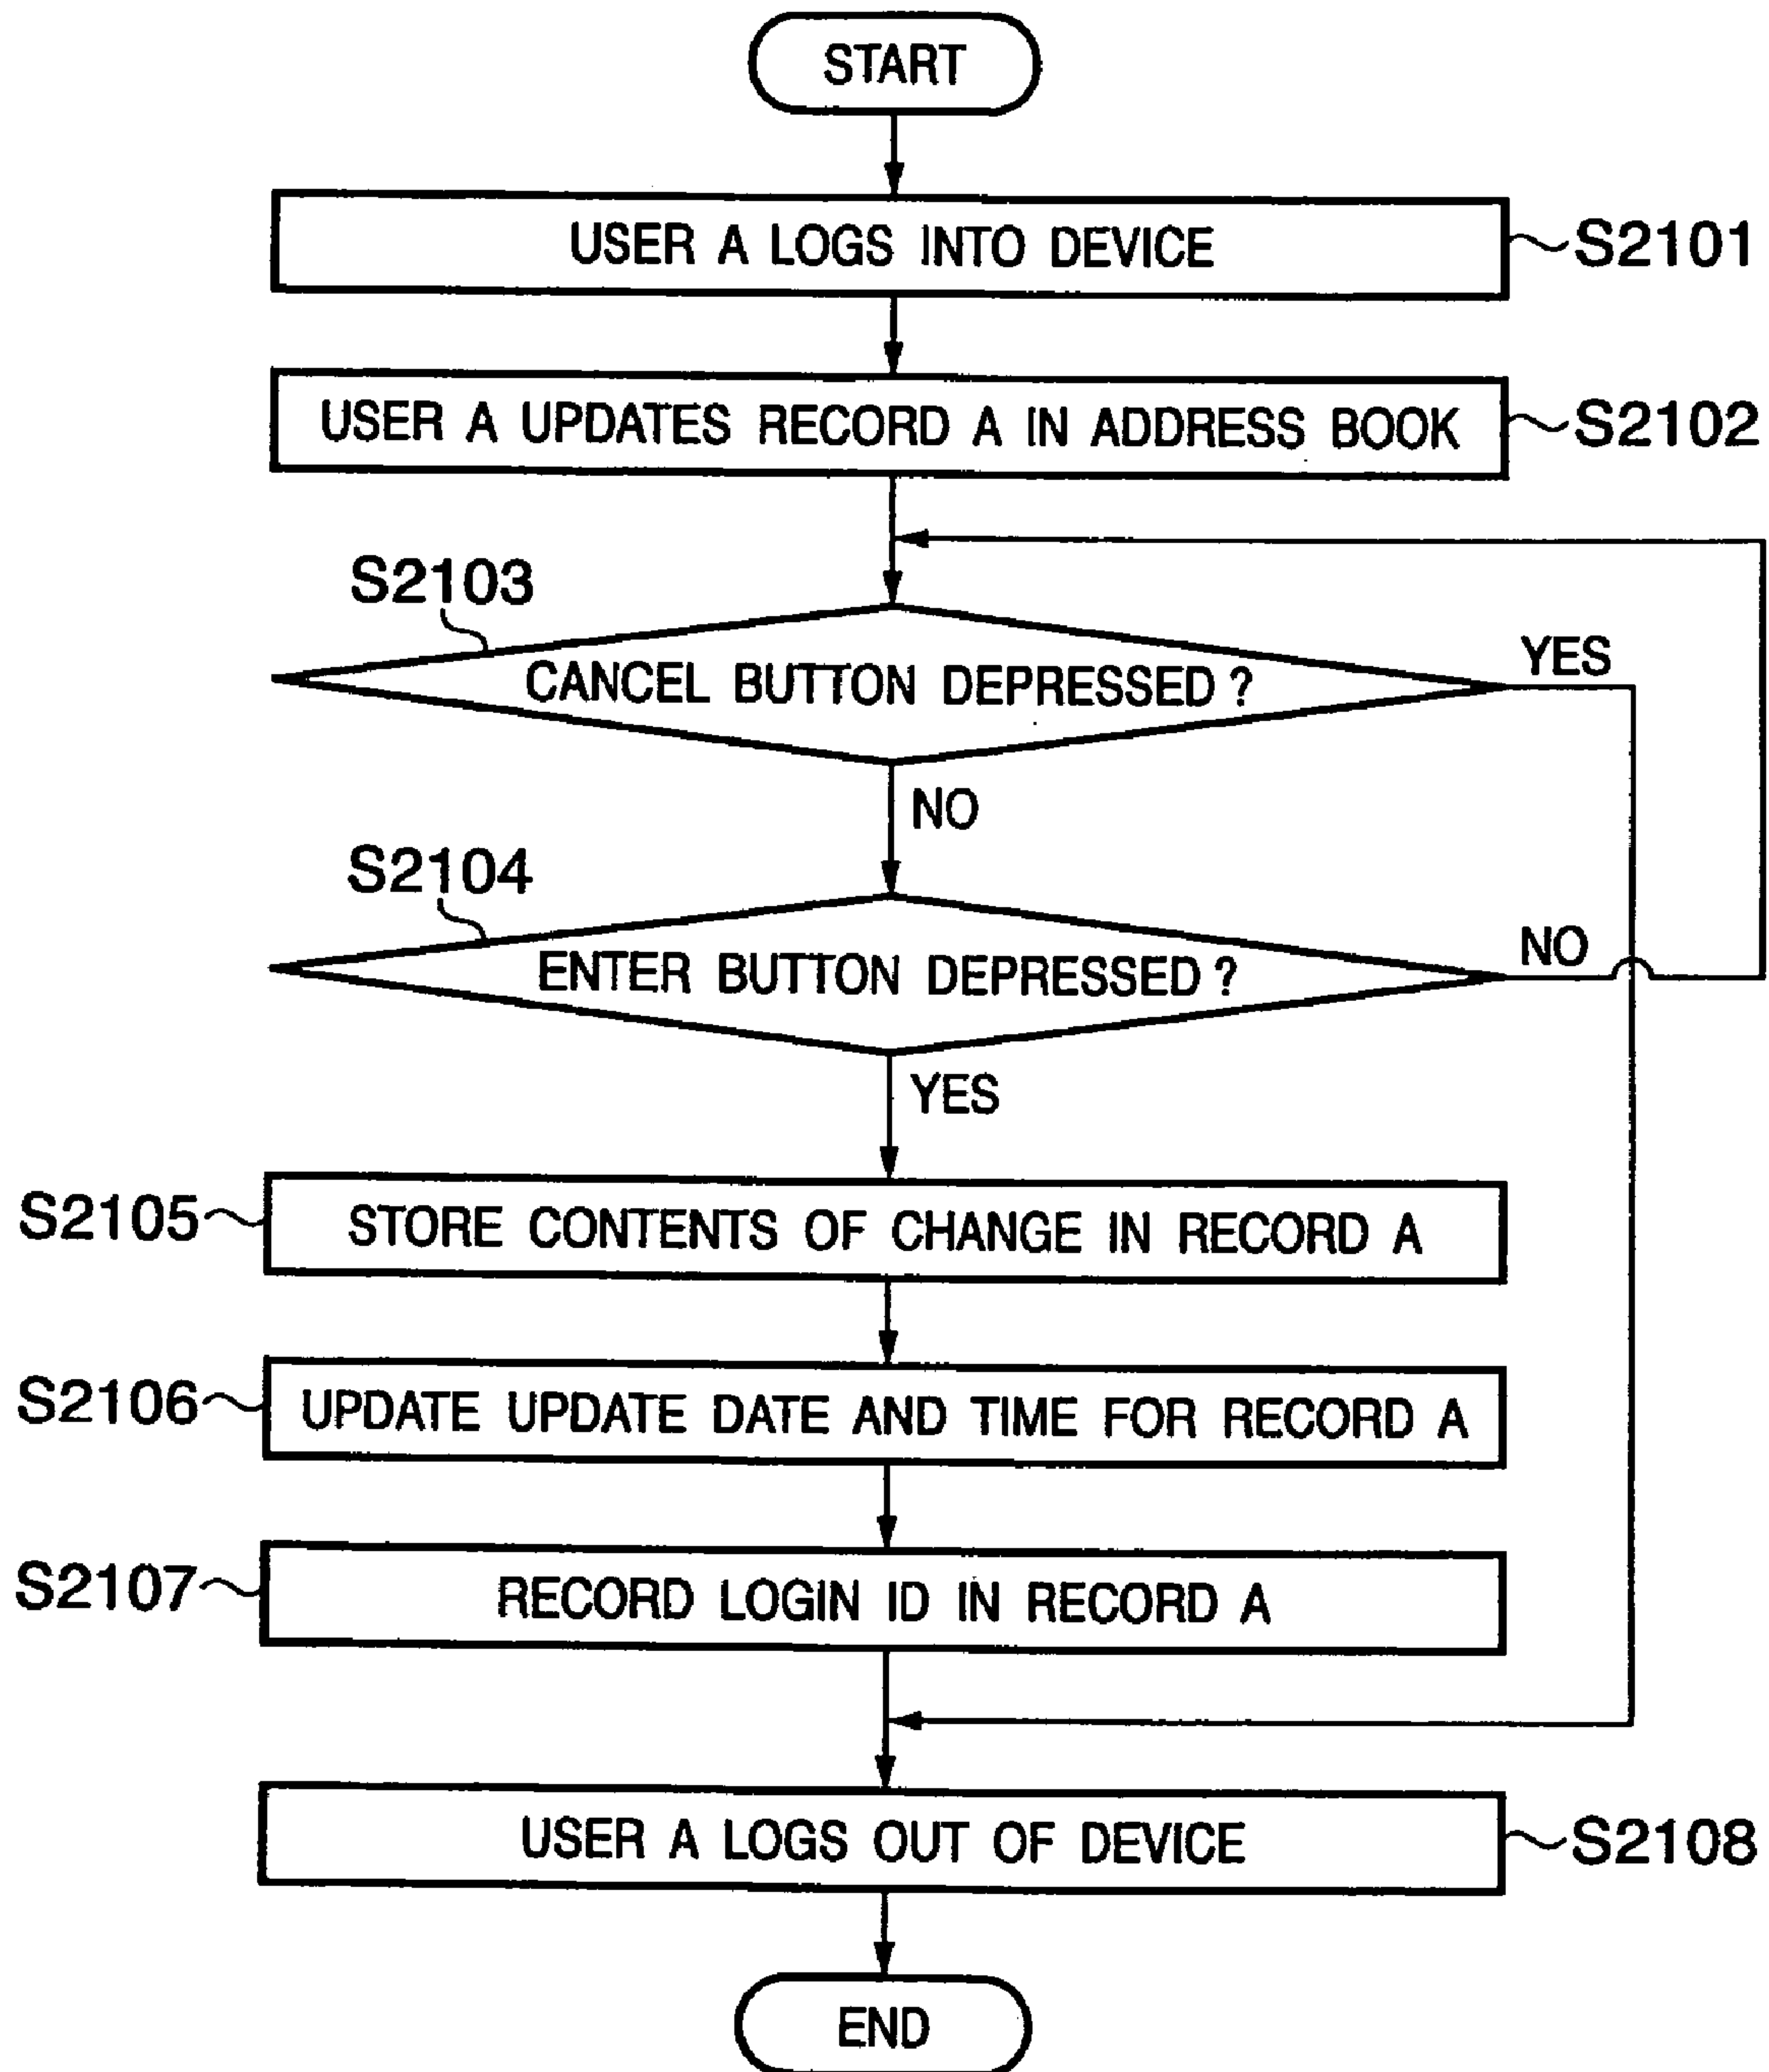 START
USER A LOGS INTO DEVICE
S2101
USER A UPDATES RECORD A IN ADDRESS BOOK
S2102
S2103
CANCEL BUTTON DEPRESSED ?
YES
NO
S2104
ENTER BUTTON DEPRESSED ?
NO
YES
S2105
STORE CONTENTS OF CHANGE IN RECORD A
S2106
UPDATE UPDATE DATE AND TIME FOR RECORD A
S2107
RECORD LOGIN ID IN RECORD A
USER A LOGS OUT OF DEVICE
S2108
END